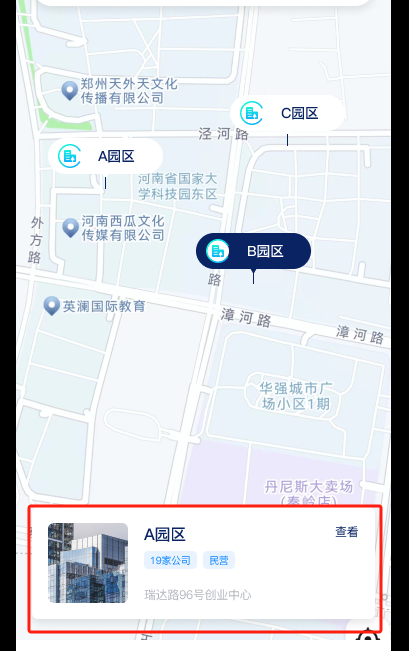 郑州天外天文化
传播有限公司
C园区
泾河路
A园区
河南省国家大
学科技园东区
河南西瓜文化
传媒有限公司
外方路
B园区
路
英澜国际教育
漳河路
漳河路
华强城市广
场小区1期
丹尼斯大卖场
(秦岭店)
A园区
查看
19家公司
民营
瑞达路96号创业中心